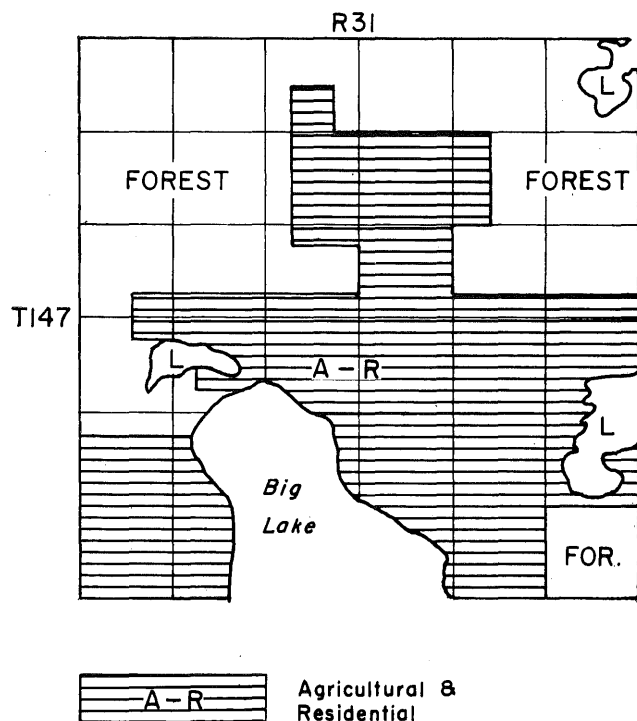 R31
L
FOREST FOREST
T147
L A-R
L
Big
Lake
FOR.
A-R Agricultural &
Residential